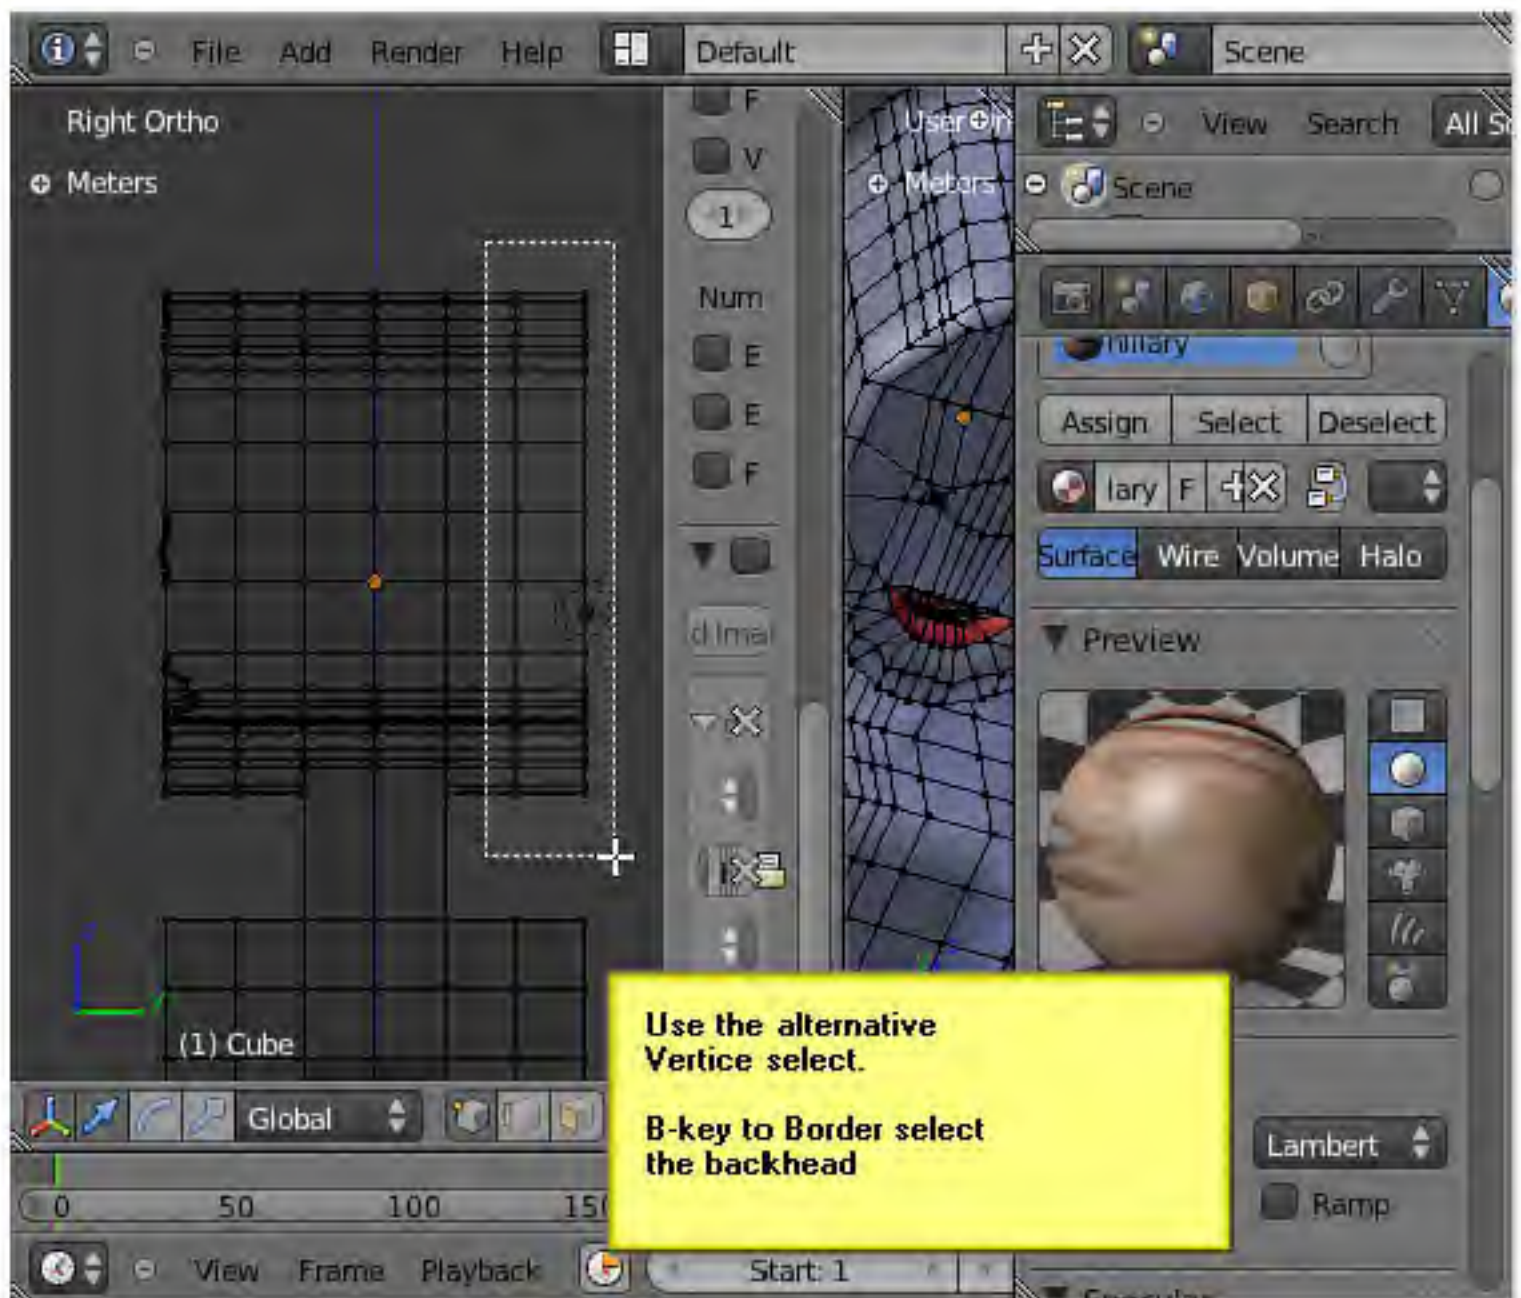 File Add Render Help Default Scene
Right Ortho
Meters
F
V
1
Num
E
E
F
Meters
View Search
Scene
hillary
Assign Select Deselect
lary F
Surface Wire Volume Halo
Preview
(1) Cube
Global
Use the alternative
Vertice select.
B-key to Border select
the backhead
Lambert
Ramp
0 50 100
View Frame Playback Start: 1